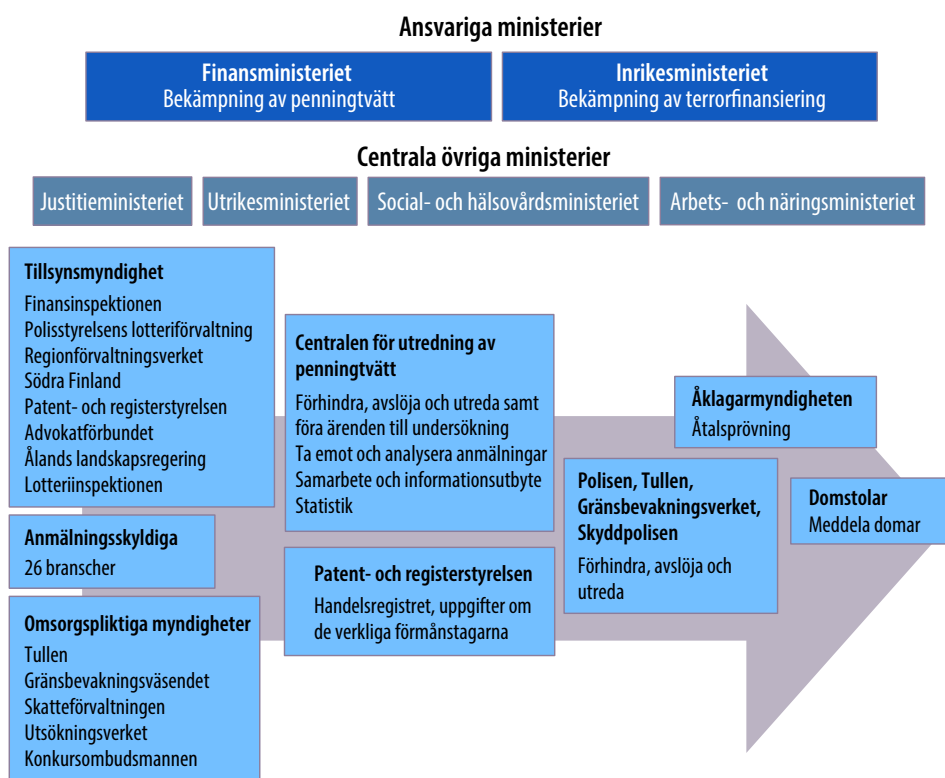 Ansvariga ministerier
Finansministeriet
Bekämpning av penningtvätt
Inrikesministeriet
Bekämpning av terrorfinansiering
Centrala övriga ministerier
Justitieministeriet
Utrikesministeriet
Social- och hälsovårdsministeriet
Arbets- och näringsministeriet
Tillsynsmyndighet
Finansinspektionen
Polisstyrelsens lotteriförvaltning
Regionförvaltningsverket
Södra Finland
Patent- och registerstyrelsen
Advokatförbundet
Ålands landskapsregering
Lotteriinspektionen
Anmälningsskyldiga
26 branscher
Omsorgspliktiga myndigheter
Tullen
Gränsbevakningsväsendet
Skatteförvaltningen
Utsökningsverket
Konkursombudsmannen
Centralen för utredning av
penningtvätt
Förhindra, avslöja och utreda samt
föra ärenden till undersökning
Ta emot och analysera anmälningar
Samarbete och informationsutbyte
Statistik
Patent- och registerstyrelsen
Handelsregistret, uppgifter om
de verkliga förmånstagarna
Polisen, Tullen,
Gränsbevakningsverket,
Skyddpolisen
Förhindra, avslöja och
utreda
Åklagarmyndigheten
Åtalsprövning
Domstolar
Meddela domar